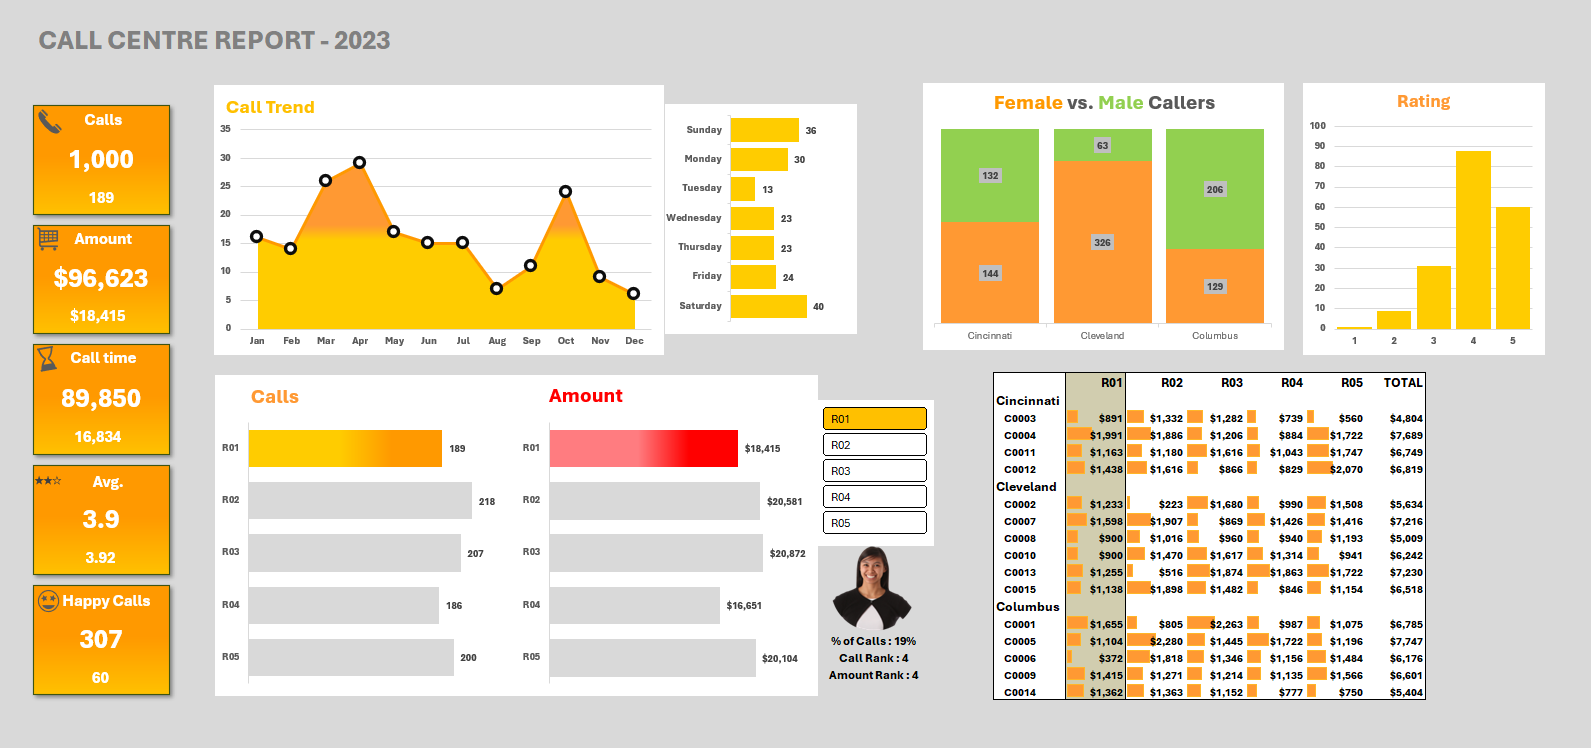 CALL CENTRE REPORT - 2023
Calls
1,000
189
Amount
$96,623
$18,415
Call time
89,850
16,834
Avg.
3.9
3.92
Happy Calls
307
60
Call Trend
35
30
25
20
15
10
5
0
Jan Feb Mar Apr May Jun Jul Aug Sep Oct Nov Dec
Sunday 36
Monday 30
Tuesday 13
Wednesday 23
Thursday 23
Friday 24
Saturday 40
Female vs. Male Callers
132 63 206
144 326 129
Cincinnati Cleveland Columbus
Rating
100
90
80
70
60
50
40
30
20
10
0
1 2 3 4 5
Calls
R01 189
R02 218
R03 207
R04 186
R05 200
Amount
R01 $18,415
R02 $20,581
R03 $20,872
R04 $16,651
R05 $20,104
R01
R02
R03
R04
R05
% of Calls : 19%
Call Rank : 4
Amount Rank : 4
R01 R02 R03 R04 R05 TOTAL
Cincinnati
C0003 $891 $1,332 $1,282 $739 $560 $4,804
C0004 $1,991 $1,886 $1,206 $884 $1,722 $7,689
C0011 $1,163 $1,180 $1,616 $1,043 $1,747 $6,749
C0012 $1,438 $1,616 $866 $829 $2,070 $6,819
Cleveland
C0002 $1,233 $223 $1,680 $990 $1,508 $5,634
C0007 $1,598 $1,907 $869 $1,426 $1,416 $7,216
C0008 $900 $1,016 $960 $940 $1,193 $5,009
C0010 $900 $1,470 $1,617 $1,314 $941 $6,242
C0013 $1,255 $516 $1,874 $1,863 $1,722 $7,230
C0015 $1,138 $1,898 $1,482 $846 $1,154 $6,518
Columbus
C0001 $1,655 $805 $2,263 $987 $1,075 $6,785
C0005 $1,104 $2,280 $1,445 $1,722 $1,196 $7,747
C0006 $372 $1,818 $1,346 $1,156 $1,484 $6,176
C0009 $1,415 $1,271 $1,214 $1,135 $1,566 $6,601
C0014 $1,362 $1,363 $1,152 $777 $750 $5,404